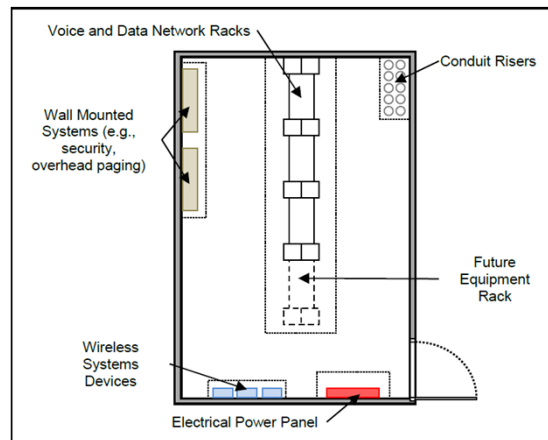 Voice and Data Network Racks
Conduit Risers
Wall Mounted
Systems (e.g.,
security,
overhead paging)
Future
Equipment
Rack
Wireless
Systems
Devices
Electrical Power Panel